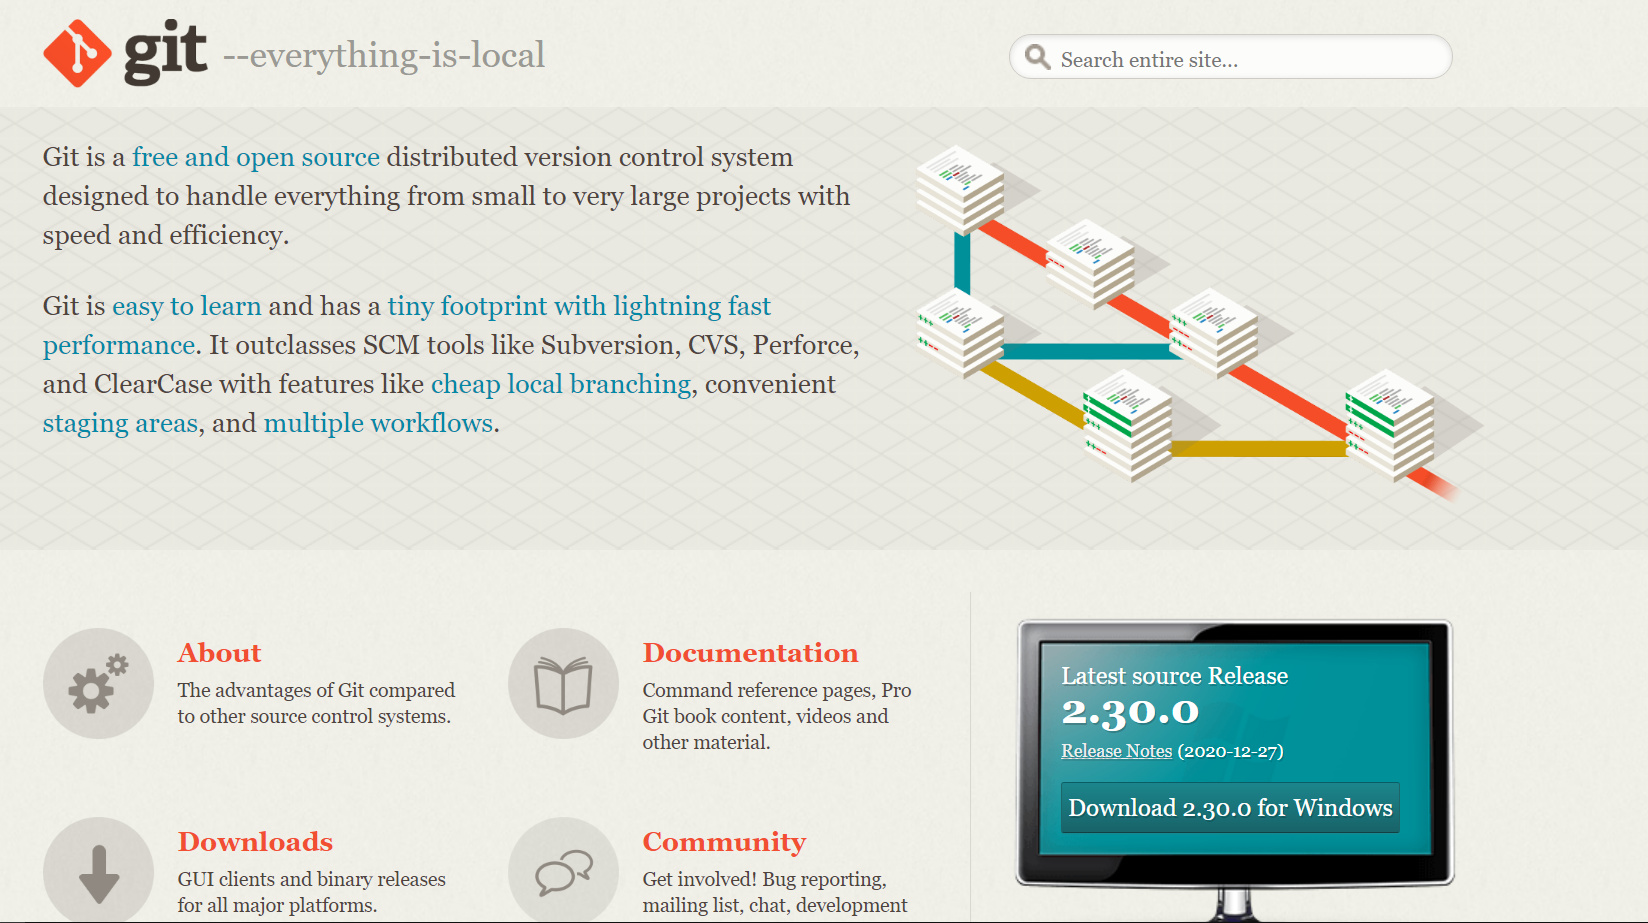 git --everything-is-local
Search entire site...
Git is a free and open source distributed version control system
designed to handle everything from small to very large projects with
speed and efficiency.
Git is easy to learn and has a tiny footprint with lightning fast
performance. It outclasses SCM tools like Subversion, CVS, Perforce,
and ClearCase with features like cheap local branching, convenient
staging areas, and multiple workflows.
About
The advantages of Git compared
to other source control systems.
Documentation
Command reference pages, Pro
Git book content, videos and
other material.
Downloads
GUI clients and binary releases
for all major platforms.
Community
Get involved! Bug reporting,
mailing list, chat, development
Latest source Release
2.30.0
Release Notes (2020-12-27)
Download 2.30.0 for Windows